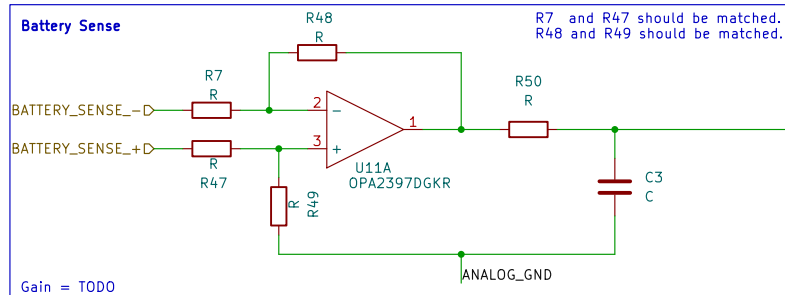 Battery Sense
R7 and R47 should be matched.
R48 and R49 should be matched.
R48
R
R7
R
R50
R
BATTERY_SENSE_-
2
-
1
BATTERY_SENSE_+
3
+
R
R47
U11A
OPA2397DGKR
R
R49
C3
C
ANALOG_GND
Gain = TODO